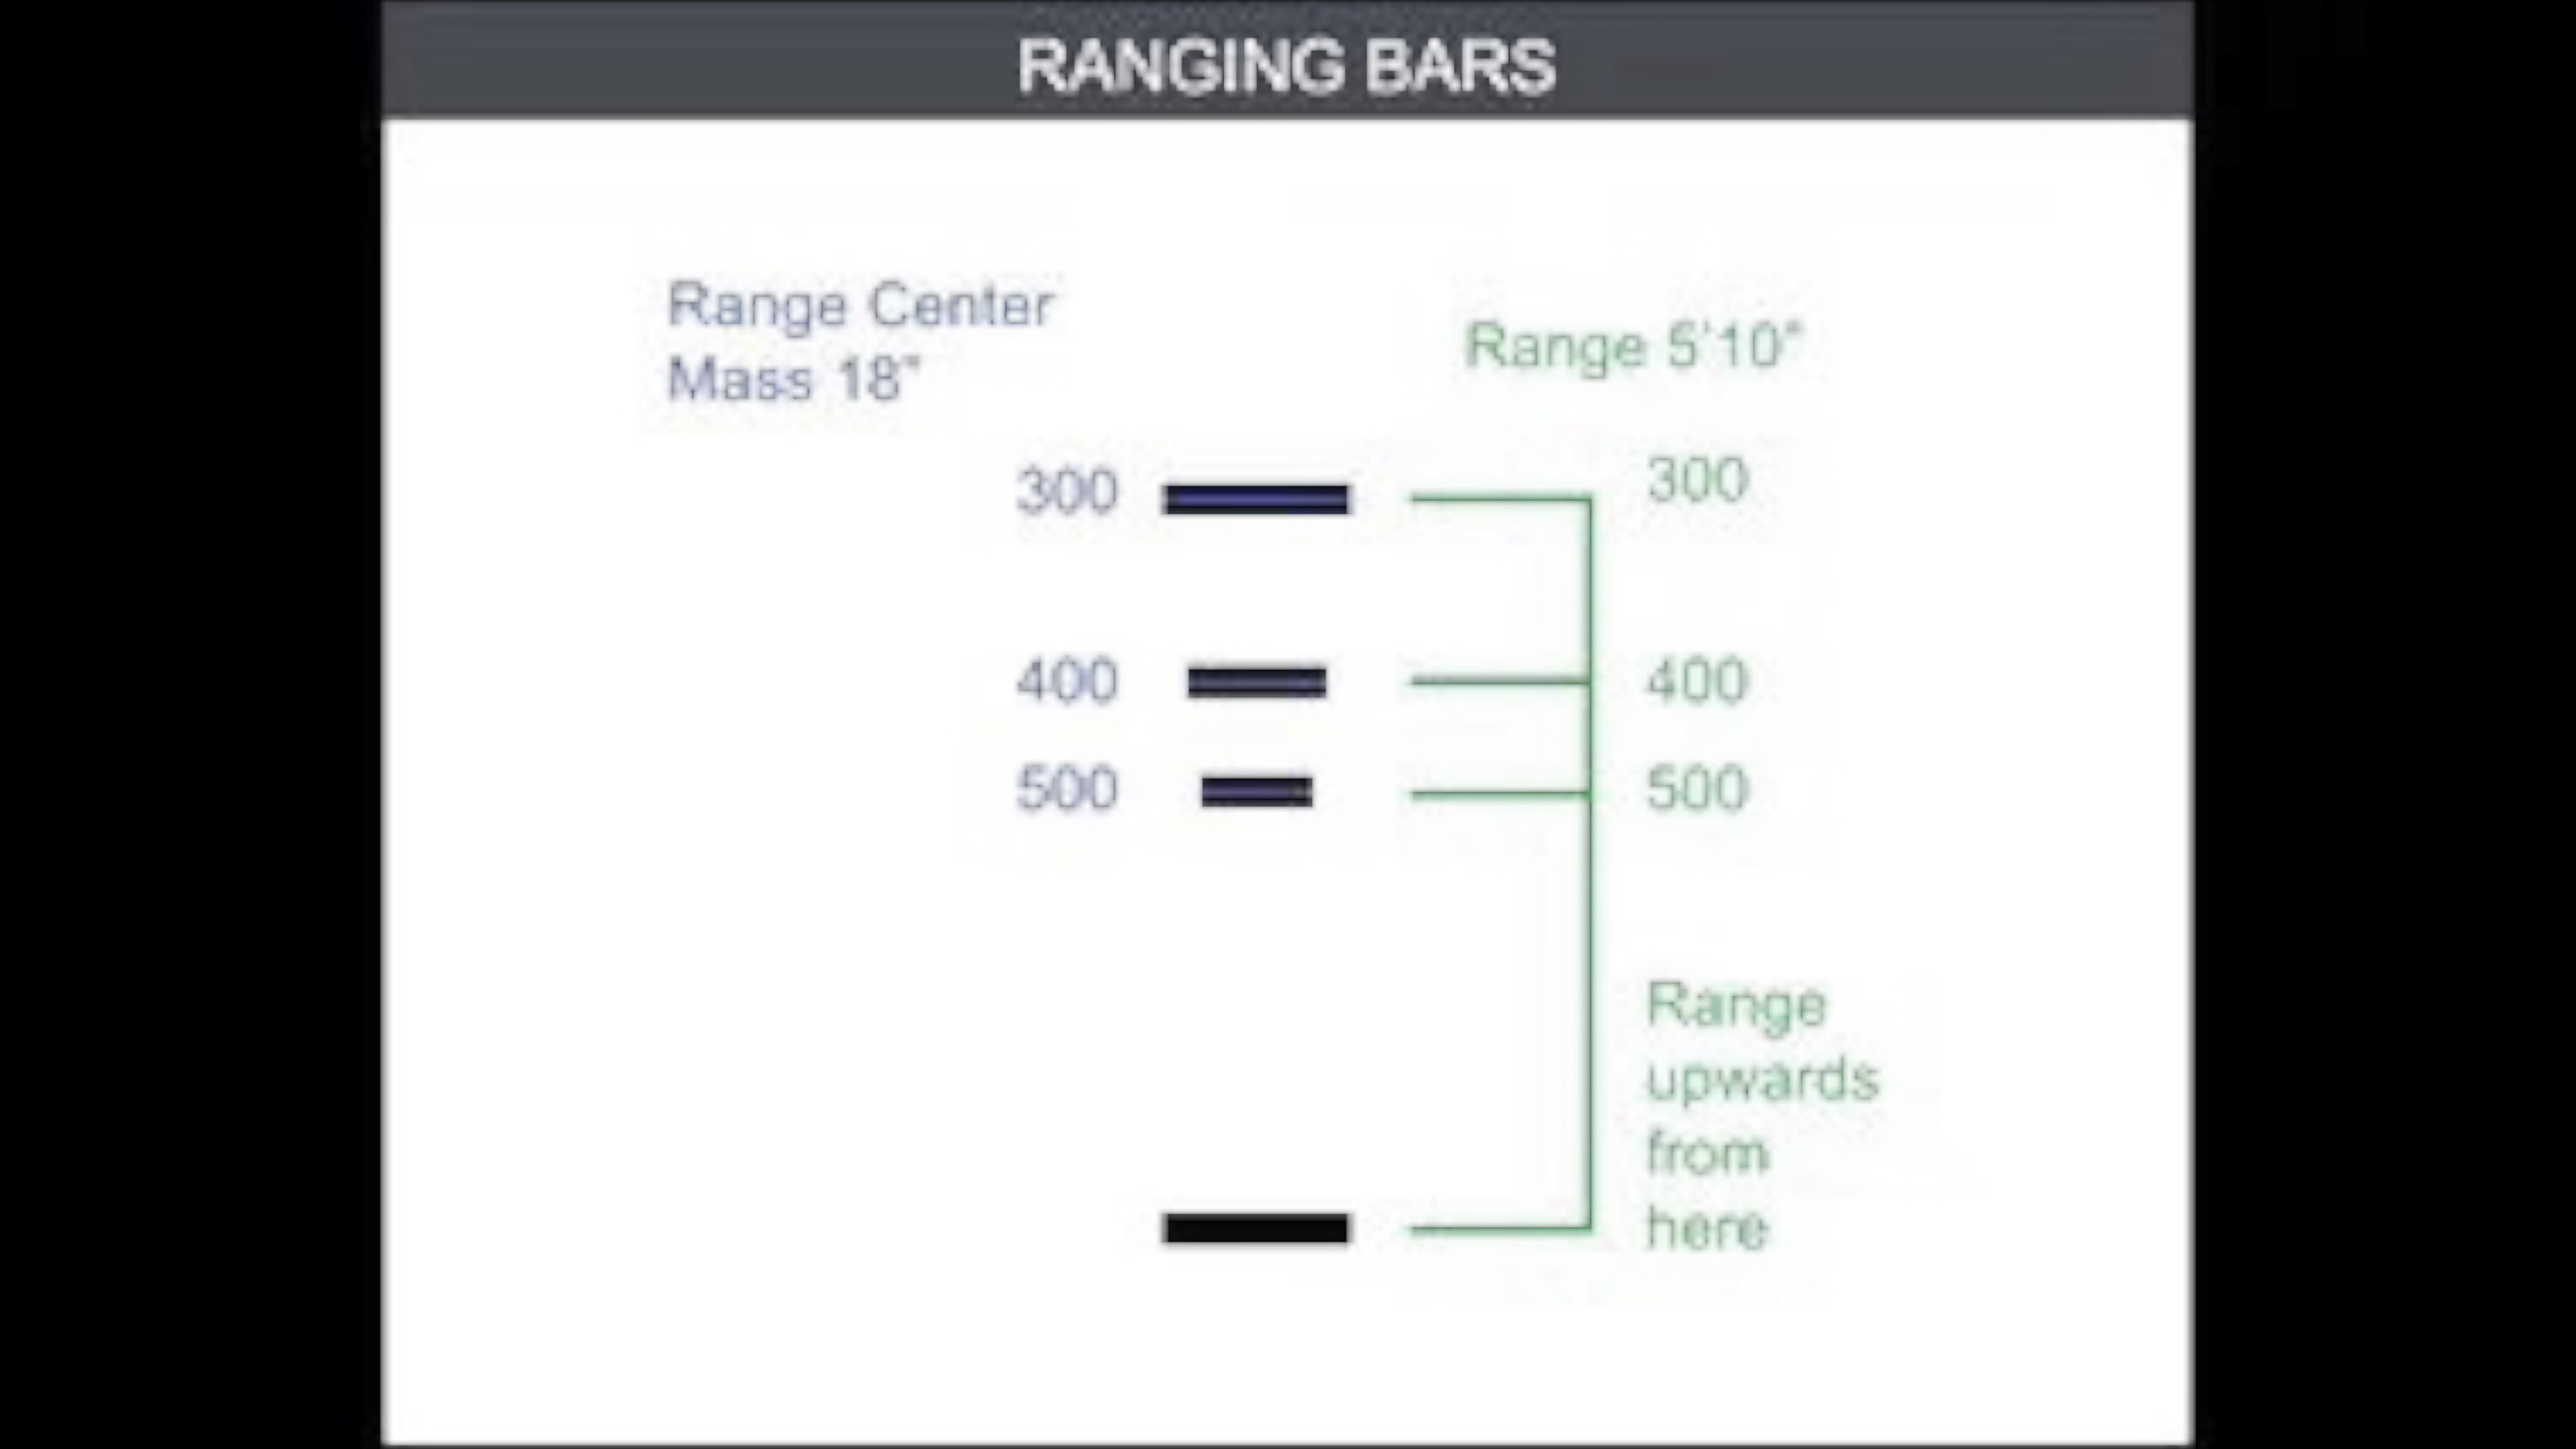 RANGING BARS
Range Center
Mass 18"
Range 5'10"
300
300
400
400
500
500
Range
upwards
from
here